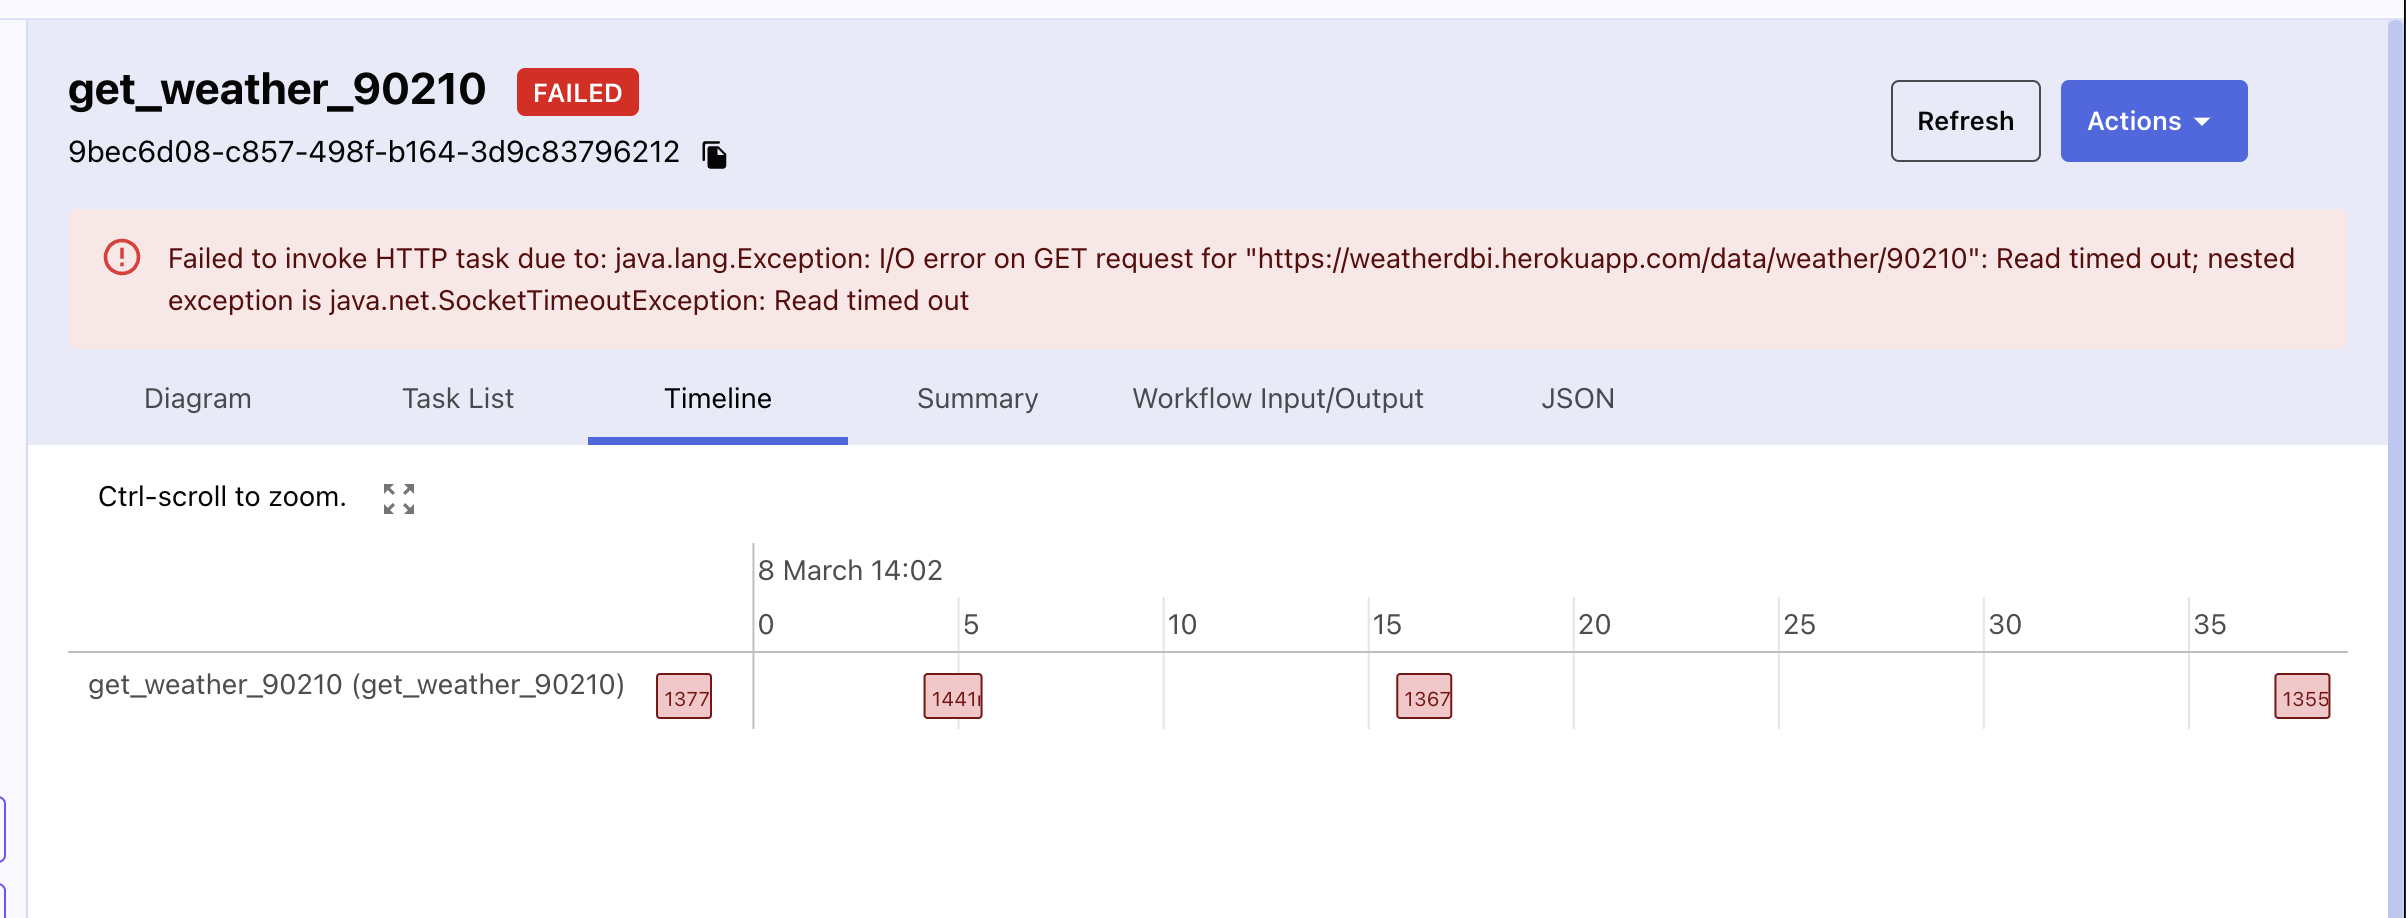 get_weather_90210 FAILED
9bec6d08-c857-498f-b164-3d9c83796212
Refresh
Actions
Failed to invoke HTTP task due to: java.lang.Exception: I/O error on GET request for "https://weatherdbi.herokuapp.com/data/weather/90210": Read timed out; nested
exception is java.net.SocketTimeoutException: Read timed out
Diagram Task List Timeline Summary Workflow Input/Output JSON
Ctrl-scroll to zoom.
8 March 14:02
0 5 10 15 20 25 30 35
get_weather_90210 (get_weather_90210) 1377 1441 1367 1355